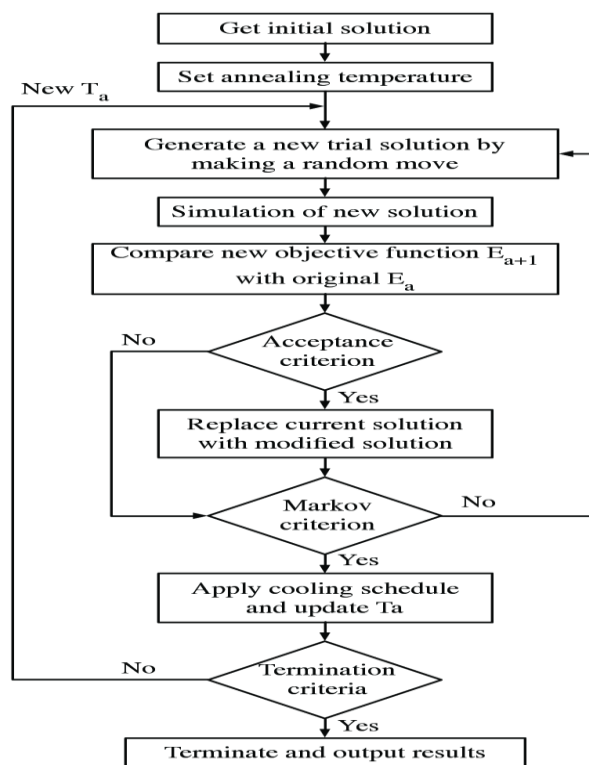 Get initial solution
Set annealing temperature
New Ta
Generate a new trial solution by
making a random move
Simulation of new solution
Compare new objective function Ea+1
with original Ea
No
Acceptance
criterion
Yes
Replace current solution
with modified solution
Markov
criterion
No
Yes
Apply cooling schedule
and update Ta
No
Termination
criteria
Yes
Terminate and output results